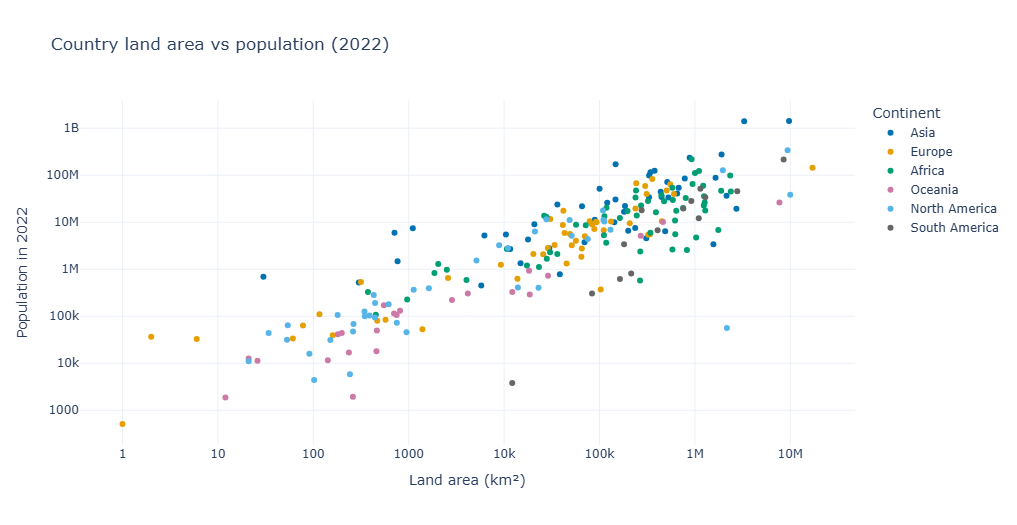 Country land area vs population (2022)
Continent
Asia
Europe
Africa
Oceania
North America
South America
Population in 2022
1B
100M
10M
1M
100k
10k
1000
1
10
100
1000
10k
100k
1M
10M
Land area (km²)